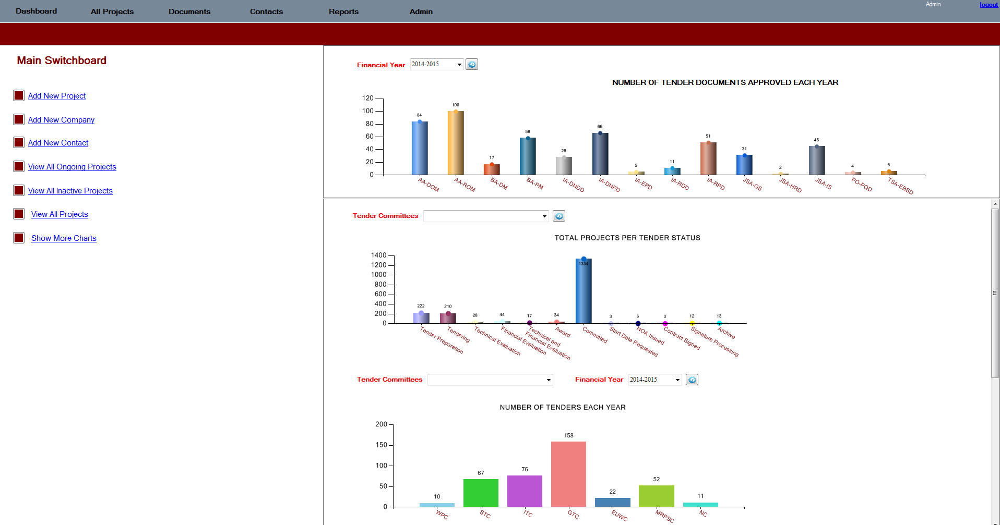 Dashboard All Projects Documents Contacts Reports Admin Admin logout
Main Switchboard
Add New Project
Add New Company
Add New Contact
View All Ongoing Projects
View All Inactive Projects
View All Projects
Show More Charts
Financial Year 2014-2015
NUMBER OF TENDER DOCUMENTS APPROVED EACH YEAR
120
100
80
60
40
20
0
84 100 17 58 28 66 5 11 51 31 2 45 4 6
AA-DOM AA-ROM BA-DM BA-PM IA-DNDD IA-DNPD IA-EPD IA-RDD IA-RPD JSA-GS JSA-HRD JSA-IS PO-PQD TSA-EBSD
Tender Committees
TOTAL PROJECTS PER TENDER STATUS
1400
1200
1000
800
600
400
200
0
222 210 28 44 17 34 1334 3 6 3 12 13
Tender Preparation
Tendering
Technical Evaluation
Financial Evaluation
Technical and
Financial Evaluation
Award
Committed
Start Date Requested
NOA Issued
Contract Signed
Signature Processing
Archive
Tender Committees Financial Year 2014-2015
NUMBER OF TENDERS EACH YEAR
200
150
100
50
0
10 67 76 158 22 52 11
WPC STC ITC GTC EUWC MRPSC NC